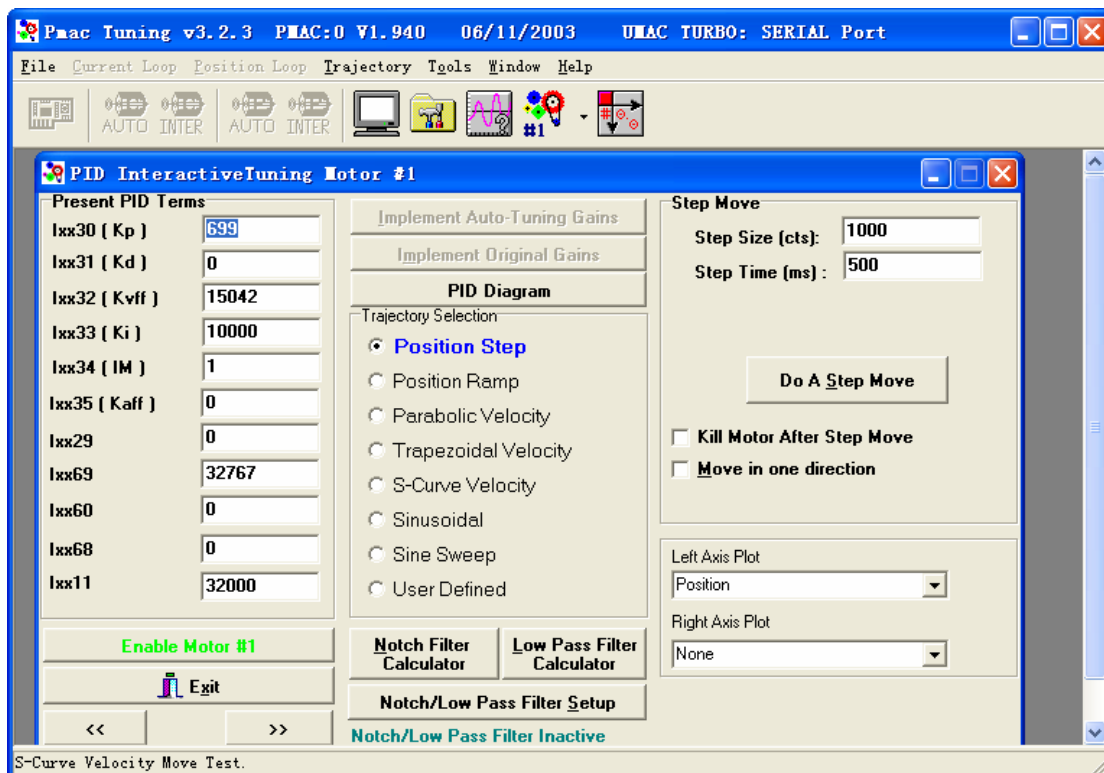 Pmac Tuning v3.2.3 PMAC:0 V1.940 06/11/2003 UMAC TURBO: SERIAL Port
File Current Loop Position Loop Trajectory Tools Window Help
AUTO INTER AUTO INTER #1
PID InteractiveTuning Motor #1
Present PID Terms
Ixx30 ( Kp ) 699
Ixx31 ( Kd ) 0
Ixx32 ( Kvff ) 15042
Ixx33 ( Ki ) 10000
Ixx34 ( IM ) 1
Ixx35 ( Kaff ) 0
Ixx29 0
Ixx69 32767
Ixx60 0
Ixx68 0
Ixx11 32000
Enable Motor #1
Exit
<< >>
Implement Auto-Tuning Gains
Implement Original Gains
PID Diagram
Trajectory Selection
Position Step
Position Ramp
Parabolic Velocity
Trapezoidal Velocity
S-Curve Velocity
Sinusoidal
Sine Sweep
User Defined
Notch Filter Calculator
Low Pass Filter Calculator
Notch/Low Pass Filter Setup
Notch/Low Pass Filter Inactive
Step Move
Step Size (cts): 1000
Step Time (ms) : 500
Do A Step Move
Kill Motor After Step Move
Move in one direction
Left Axis Plot
Position
Right Axis Plot
None
S-Curve Velocity Move Test.